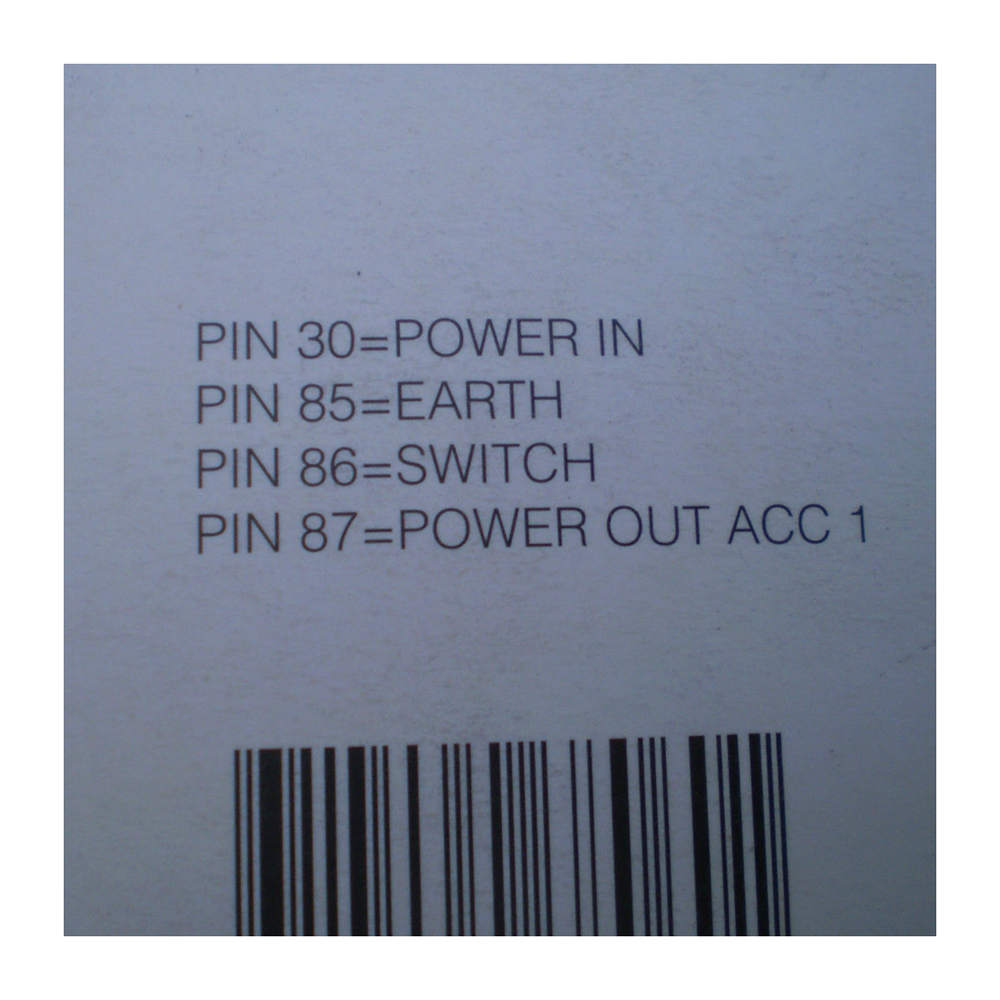 PIN 30=POWER IN
PIN 85=EARTH
PIN 86=SWITCH
PIN 87=POWER OUT ACC 1